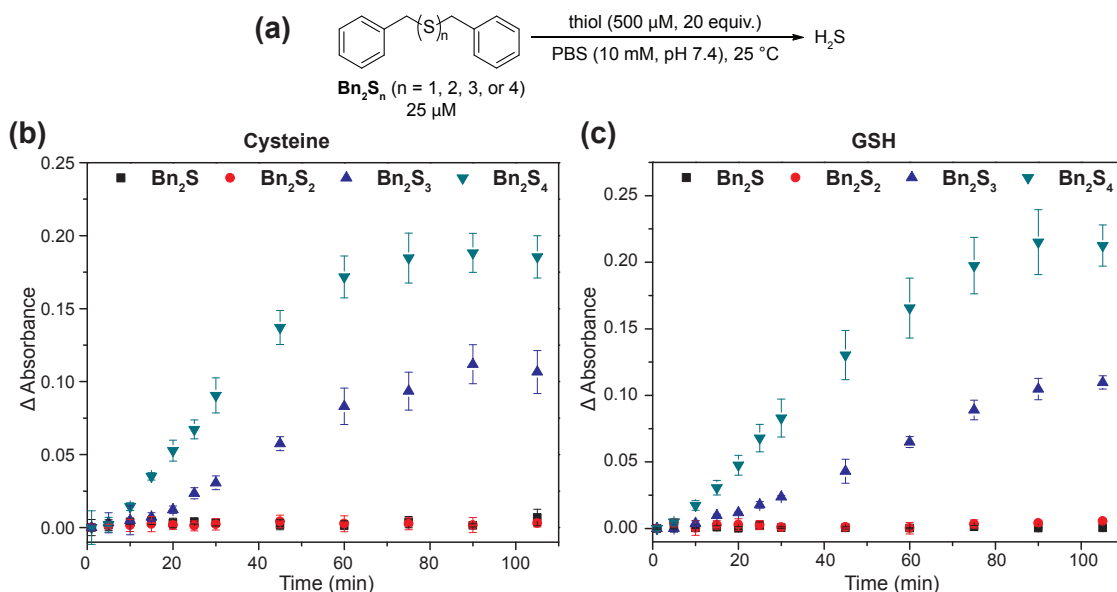 (a)
(S)n
thiol (500 µM, 20 equiv.)
PBS (10 mM, pH 7.4), 25 °C
H2S
Bn2Sn (n = 1, 2, 3, or 4)
25 µM
(b)
Cysteine
Bn2S Bn2S2 Bn2S3 Bn2S4
0.25
0.20
0.15
0.10
0.05
0.00
Δ Absorbance
0 20 40 60 80 100
Time (min)
(c)
GSH
Bn2S Bn2S2 Bn2S3 Bn2S4
0.25
0.20
0.15
0.10
0.05
0.00
Δ Absorbance
0 20 40 60 80 100
Time (min)